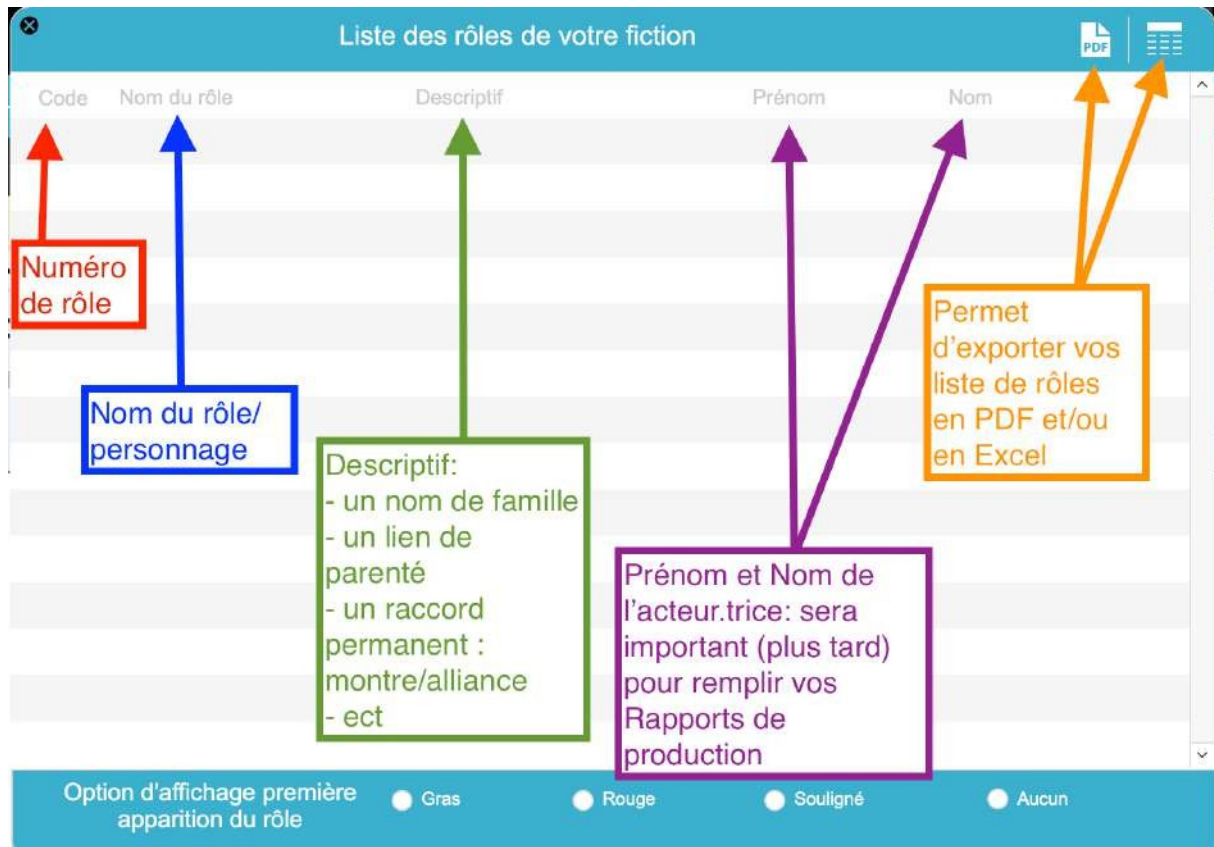 Liste des rôles de votre fiction
PDF
Code Nom du rôle Descriptif Prénom Nom
Numéro
de rôle
Nom du rôle/
personnage
Descriptif:
- un nom de famille
- un lien de
parenté
- un raccord
permanent :
montre/alliance
- ect
Prénom et Nom de
l'acteur.trice: sera
important (plus tard)
pour remplir vos
Rapports de
production
Permet
d'exporter vos
liste de rôles
en PDF et/ou
en Excel
Option d'affichage première
apparition du rôle
Gras Rouge Souligné Aucun